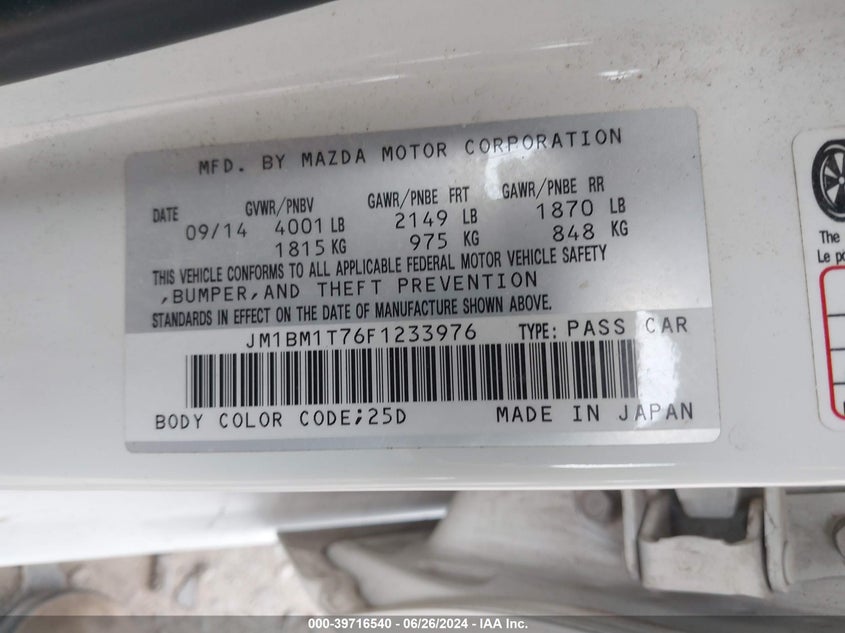 MFD. BY MAZDA MOTOR CORPORATION
DATE GVWR/PNBV GAWR/PNBE FRT GAWR/PNBE RR
09/14 4001 LB 2149 LB 1870 LB
1815 KG 975 KG 848 KG
THIS VEHICLE CONFORMS TO ALL APPLICABLE FEDERAL MOTOR VEHICLE SAFETY
,BUMPER,AND THEFT PREVENTION
STANDARDS IN EFFECT ON THE DATE OF MANUFACTURE SHOWN ABOVE.
JM1BM1T76F1233976 TYPE: PASS CAR
BODY COLOR CODE;25D MADE IN JAPAN
The
Le
000-39716540 - 06/26/2024 - IAA Inc.